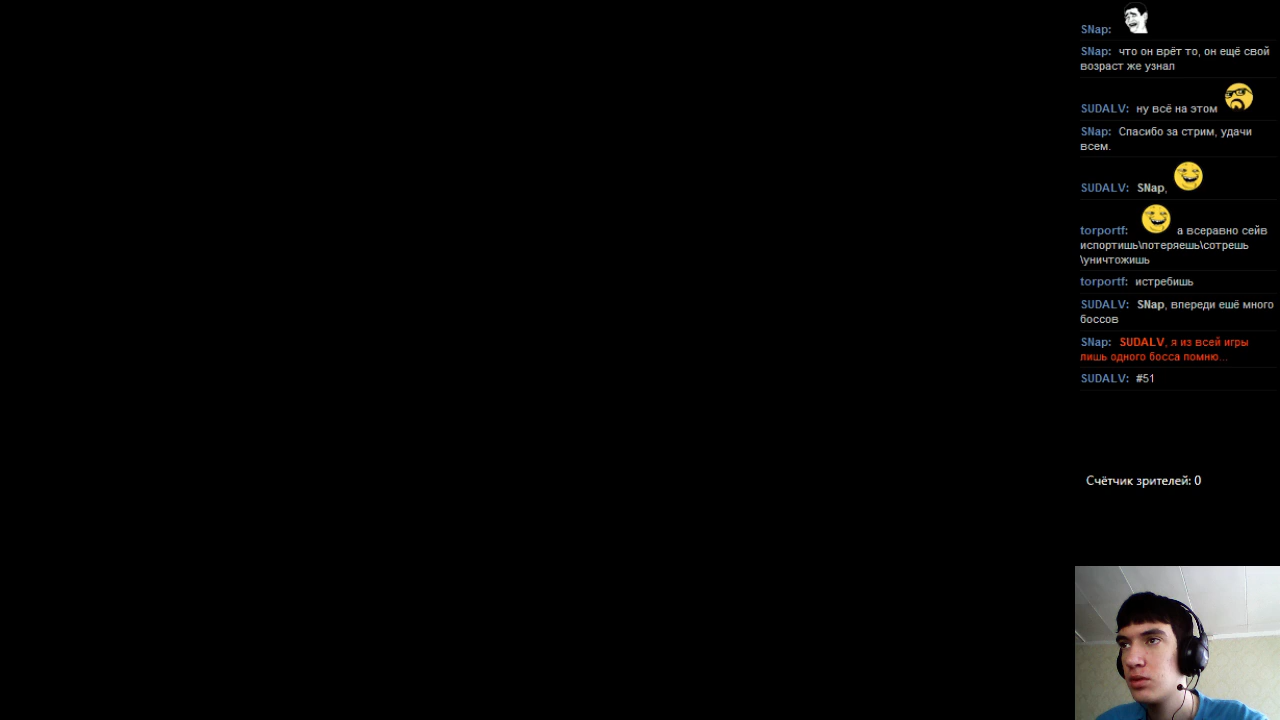 SNap:
SNap: что он врёт то, он ещё свой
возраст же узнал
SUDALV: ну всё на этом
SNap: Спасибо за стрим, удачи
всем.
SUDALV: SNap,
torportf: а всеравно сейв
испортишь\потеряешь\сотрешь
\уничтожишь
torportf: истребишь
SUDALV: SNap, впереди ешё много
боссов
SNap: SUDALV, я из всей игры
лишь одного босса помню...
SUDALV: #51
Счётчик зрителей: 0